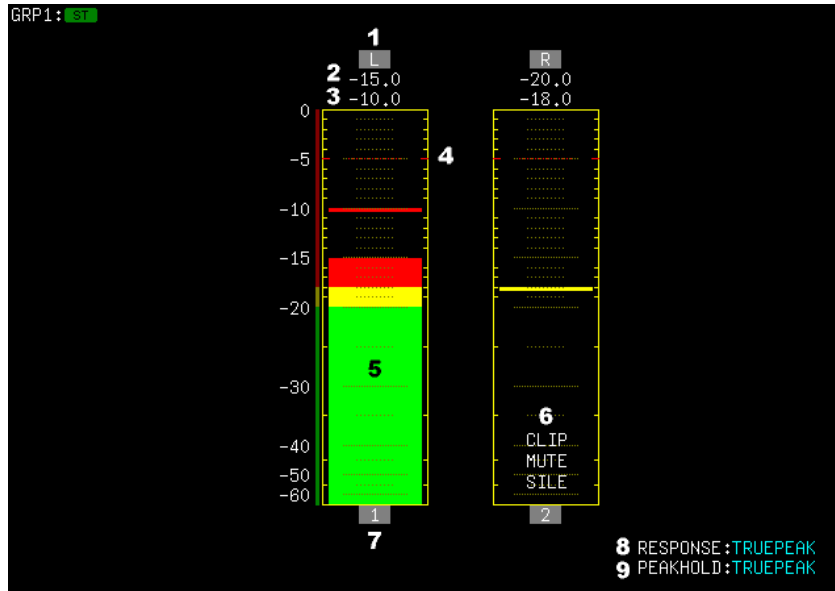 GRP1: ST
1
L R
2 -15.0 -20.0
3 -10.0 -18.0
0
-5 4
-10
-15
-20
5
-30
6
-40 CLIP
MUTE
-50 SILE
-60
1 2
7
8 RESPONSE:TRUEPEAK
9 PEAKHOLD:TRUEPEAK